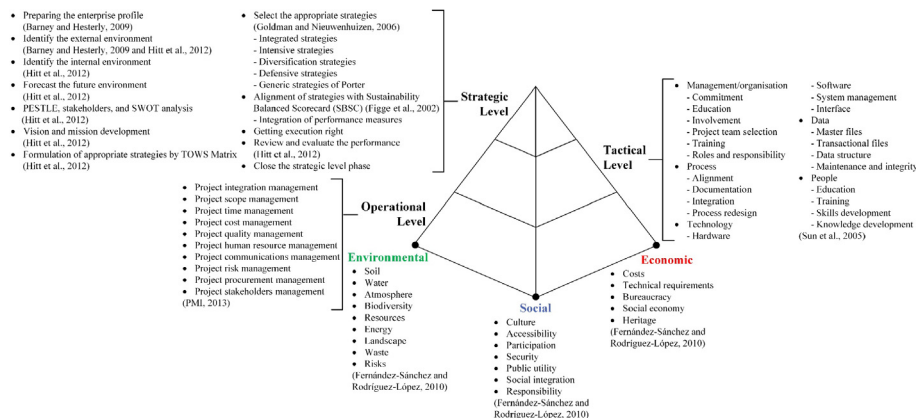 • Preparing the enterprise profile
(Barney and Hesterly, 2009)
• Identify the external environment
(Barney and Hesterly, 2009 and Hitt et al., 2012)
• Identify the internal environment
(Hitt et al., 2012)
• Forecast the future environment
(Hitt et al., 2012)
• PESTLE, stakeholders, and SWOT analysis
(Hitt et al., 2012)
• Vision and mission development
(Hitt et al., 2012)
• Formulation of appropriate strategies by TOWS Matrix
(Hitt et al., 2012)
• Select the appropriate strategies
(Goldman and Nieuwenhuizen, 2006)
- Integrated strategies
- Intensive strategies
- Diversification strategies
- Defensive strategies
- Generic strategies of Porter
• Alignment of strategies with Sustainability
Balanced Scorecard (SBSC) (Figge et al., 2002)
- Integration of performance measures
• Getting execution right
• Review and evaluate the performance
(Hitt et al., 2012)
• Close the strategic level phase
Strategic
Level
Tactical
Level
• Management/organisation
- Commitment
- Education
- Involvement
- Project team selection
- Training
- Roles and responsibility
• Process
- Alignment
- Documentation
- Integration
- Process redesign
• Technology
- Hardware
- Software
- System management
- Interface
• Data
- Master files
- Transactional files
- Data structure
- Maintenance and integrity
• People
- Education
- Training
- Skills development
- Knowledge development
(Sun et al., 2005)
• Project integration management
• Project scope management
• Project time management
• Project cost management
• Project quality management
• Project human resource management
• Project communications management
• Project risk management
• Project procurement management
• Project stakeholders management
(PMI, 2013)
Operational
Level
Environmental
• Soil
• Water
• Atmosphere
• Biodiversity
• Resources
• Energy
• Landscape
• Waste
• Risks
(Fernández-Sánchez and
Rodríguez-López, 2010)
Social
• Culture
• Accessibility
• Participation
• Security
• Public utility
• Social integration
• Responsibility
(Fernández-Sánchez and
Rodríguez-López, 2010)
Economic
• Costs
• Technical requirements
• Bureaucracy
• Social economy
• Heritage
(Fernández-Sánchez and
Rodríguez-López, 2010)